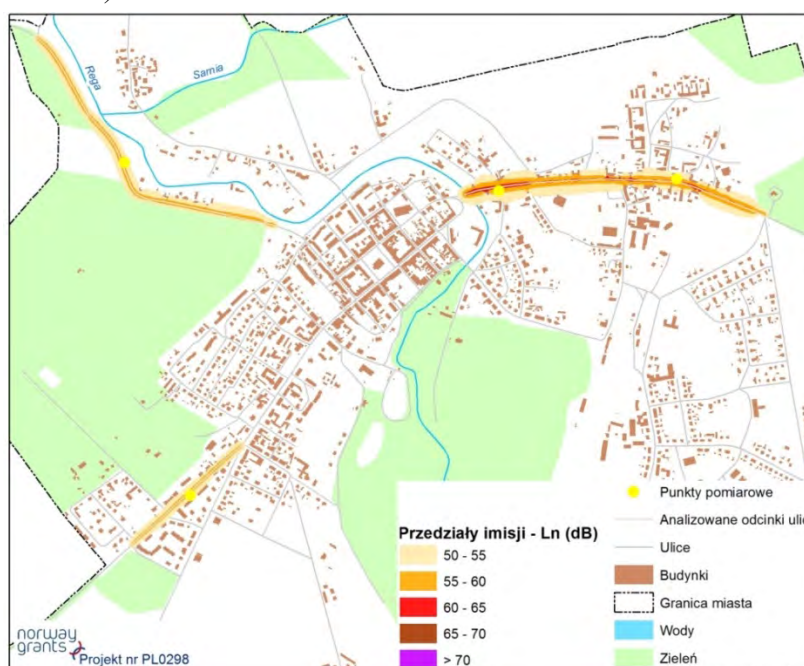 Rega
Sarnia
Przedziały imisji - Ln (dB)
50 - 55
55 - 60
60 - 65
65 - 70
> 70
Punkty pomiarowe
Analizowane odcinki ulic
Ulice
Budynki
Granica miasta
Wody
Zieleń
norway
grants
Projekt nr PL0298